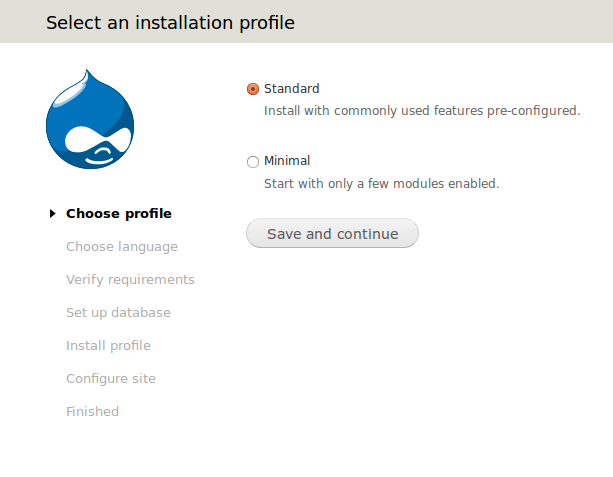 Select an installation profile
Standard
Install with commonly used features pre-configured.
Minimal
Start with only a few modules enabled.
Save and continue
Choose profile
Choose language
Verify requirements
Set up database
Install profile
Configure site
Finished